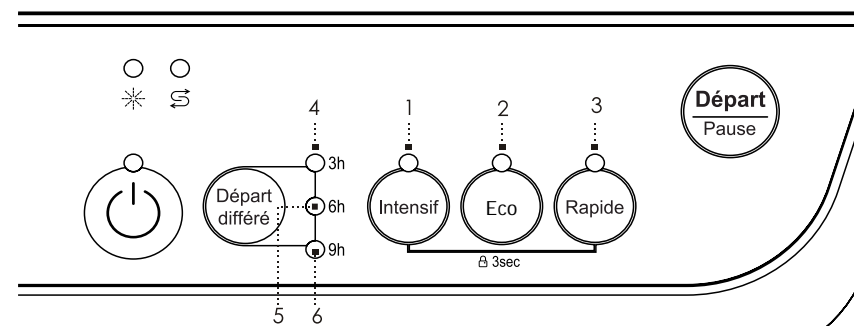 4 1 2 3
Départ
Pause
3h
Départ
différé
6h
9h
Intensif
Eco
Rapide
3sec
5 6